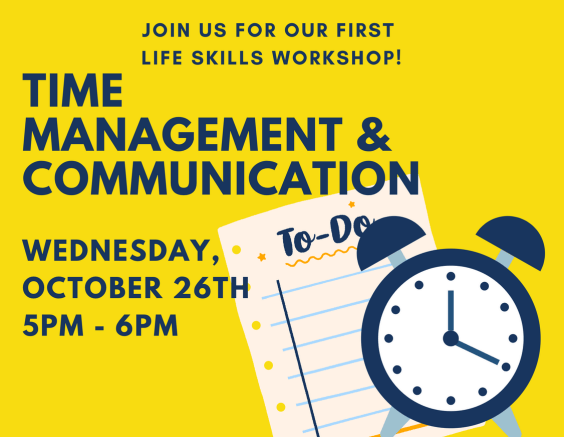 JOIN US FOR OUR FIRST
LIFE SKILLS WORKSHOP!
TIME
MANAGEMENT &
COMMUNICATION
To-Do
WEDNESDAY,
OCTOBER 26TH
5PM - 6PM